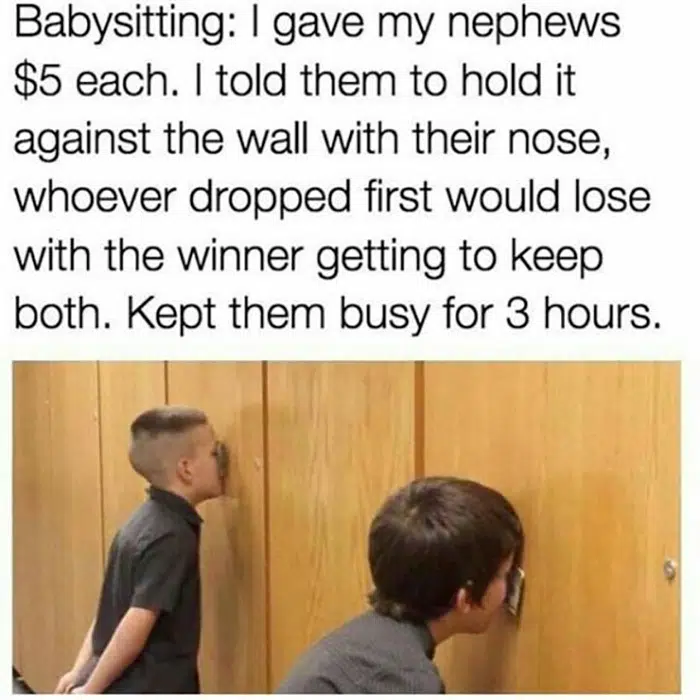 Babysitting: I gave my nephews
$5 each. I told them to hold it
against the wall with their nose,
whoever dropped first would lose
with the winner getting to keep
both. Kept them busy for 3 hours.